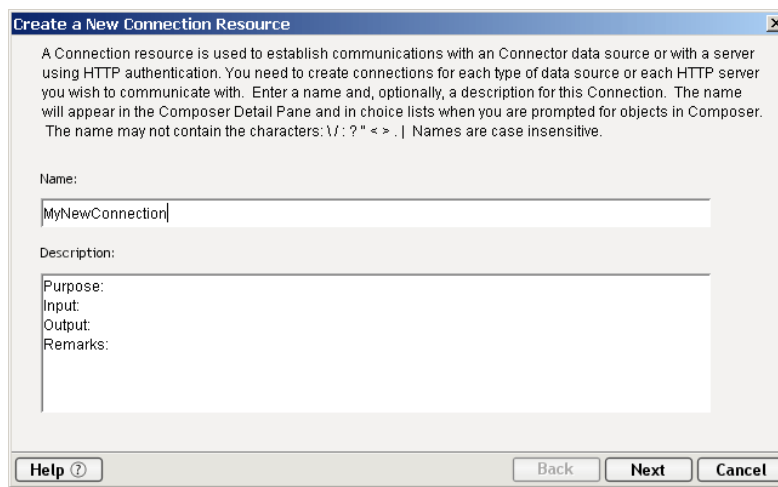 Create a New Connection Resource
A Connection resource is used to establish communications with an Connector data source or with a server
using HTTP authentication. You need to create connections for each type of data source or each HTTP server
you wish to communicate with. Enter a name and, optionally, a description for this Connection. The name
will appear in the Composer Detail Pane and in choice lists when you are prompted for objects in Composer.
The name may not contain the characters: \ / : ? " < > . | Names are case insensitive.
Name:
MyNewConnection
Description:
Purpose:
Input:
Output:
Remarks:
Help ?
Back
Next
Cancel